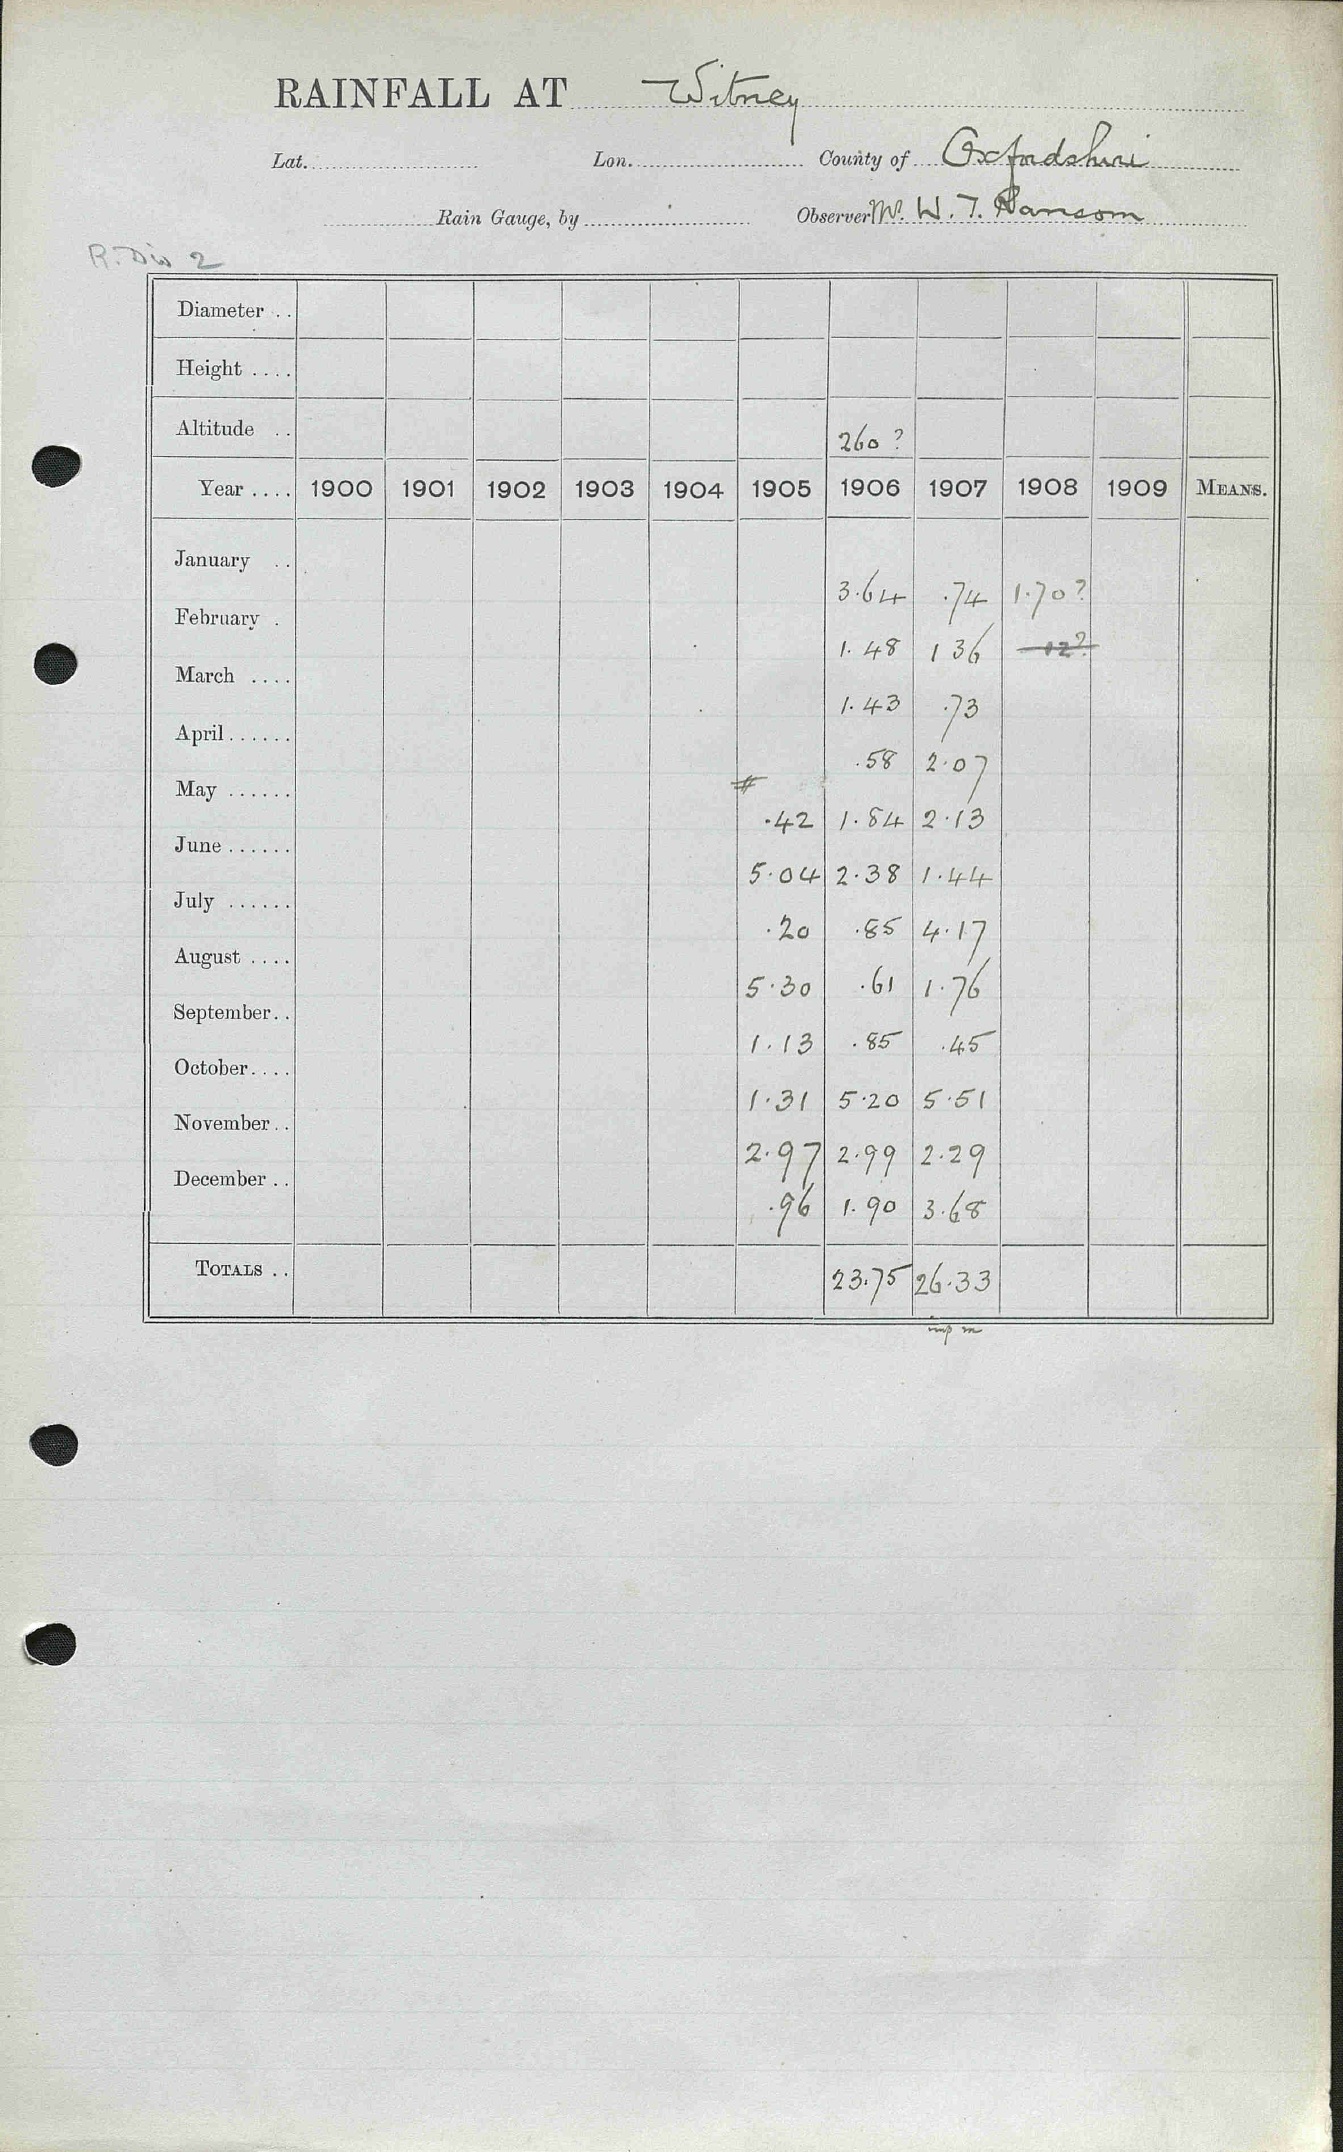 RAINFALL AT Witney
Lat. Lon. County of Oxfordshire
Rain Gauge, by Observer Mr. W. T. Ransom
R. Div 2
Diameter ..
Height ....
Altitude .. 260 ?
Year .... 1900 1901 1902 1903 1904 1905 1906 1907 1908 1909 MEANS.
January .. 3.64 .74 1.70?
February . 1.48 1 36 12?
March .... 1.43 .73
April ...... .58 2.07
#
May ...... .42 1.84 2.13
June ...... 5.04 2.38 1.44
July ...... .20 .85 4.17
August .... 5.30 .61 1.76
September .. 1.13 .85 .45
October .... 1.31 5.20 5.51
November .. 2.97 2.99 2.29
December .. .96 1.90 3.68
TOTALS .. 23.75 26.33